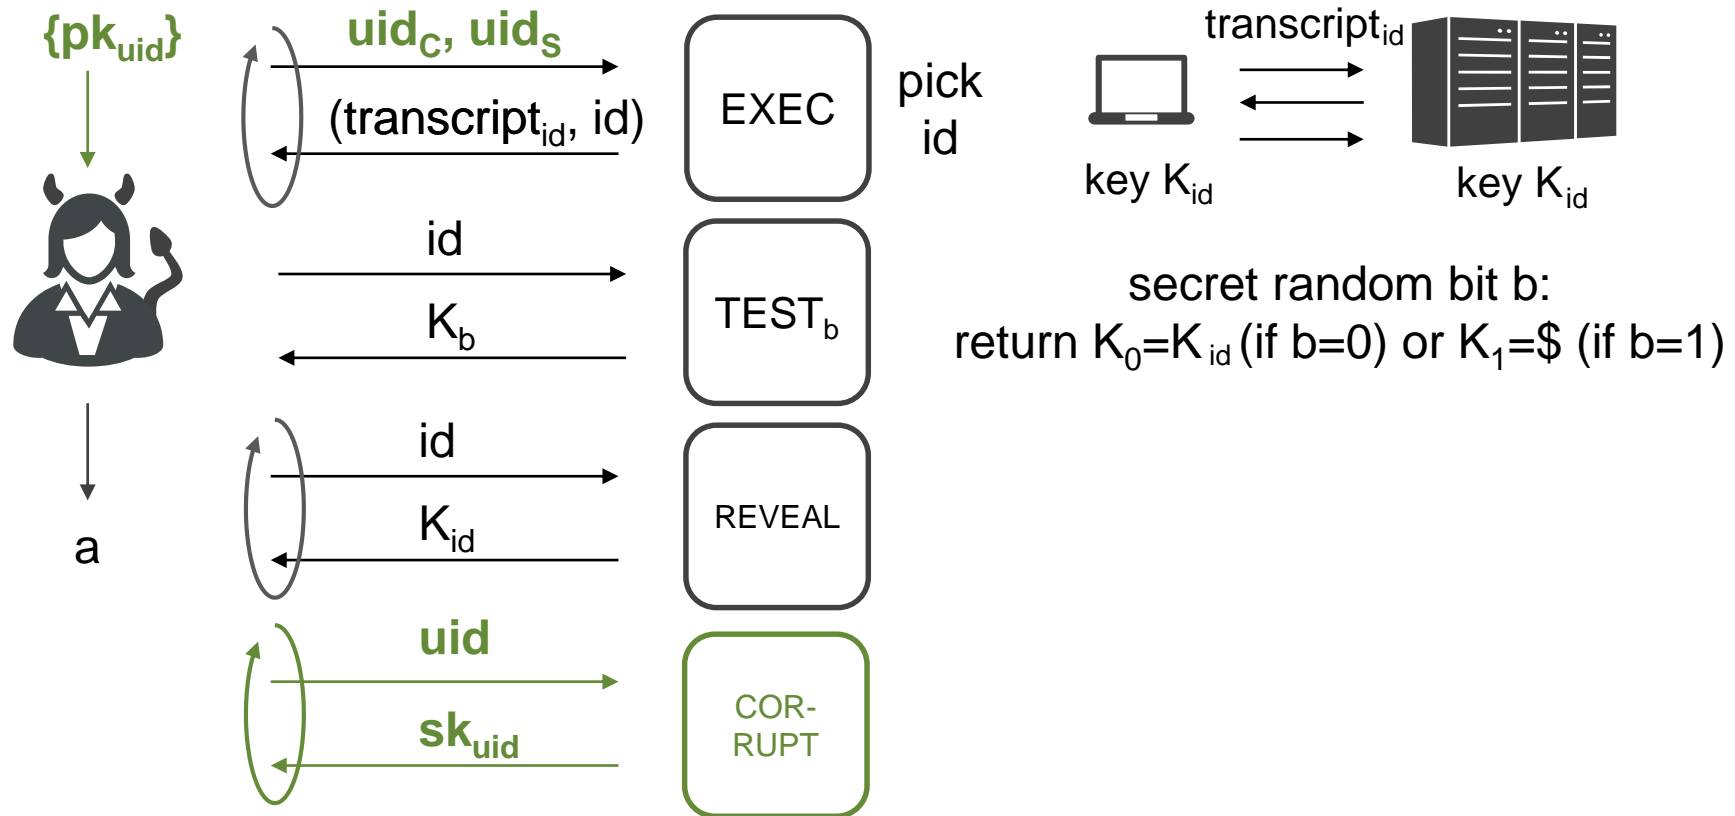 {pk_uid}
uid_C, uid_S
(transcript_id, id)
EXEC
pick
id
transcript_id
key K_id
key K_id
id
K_b
TEST_b
secret random bit b:
return K_0=K_id (if b=0) or K_1=$ (if b=1)
a
id
K_id
REVEAL
uid
sk_uid
COR-
RUPT